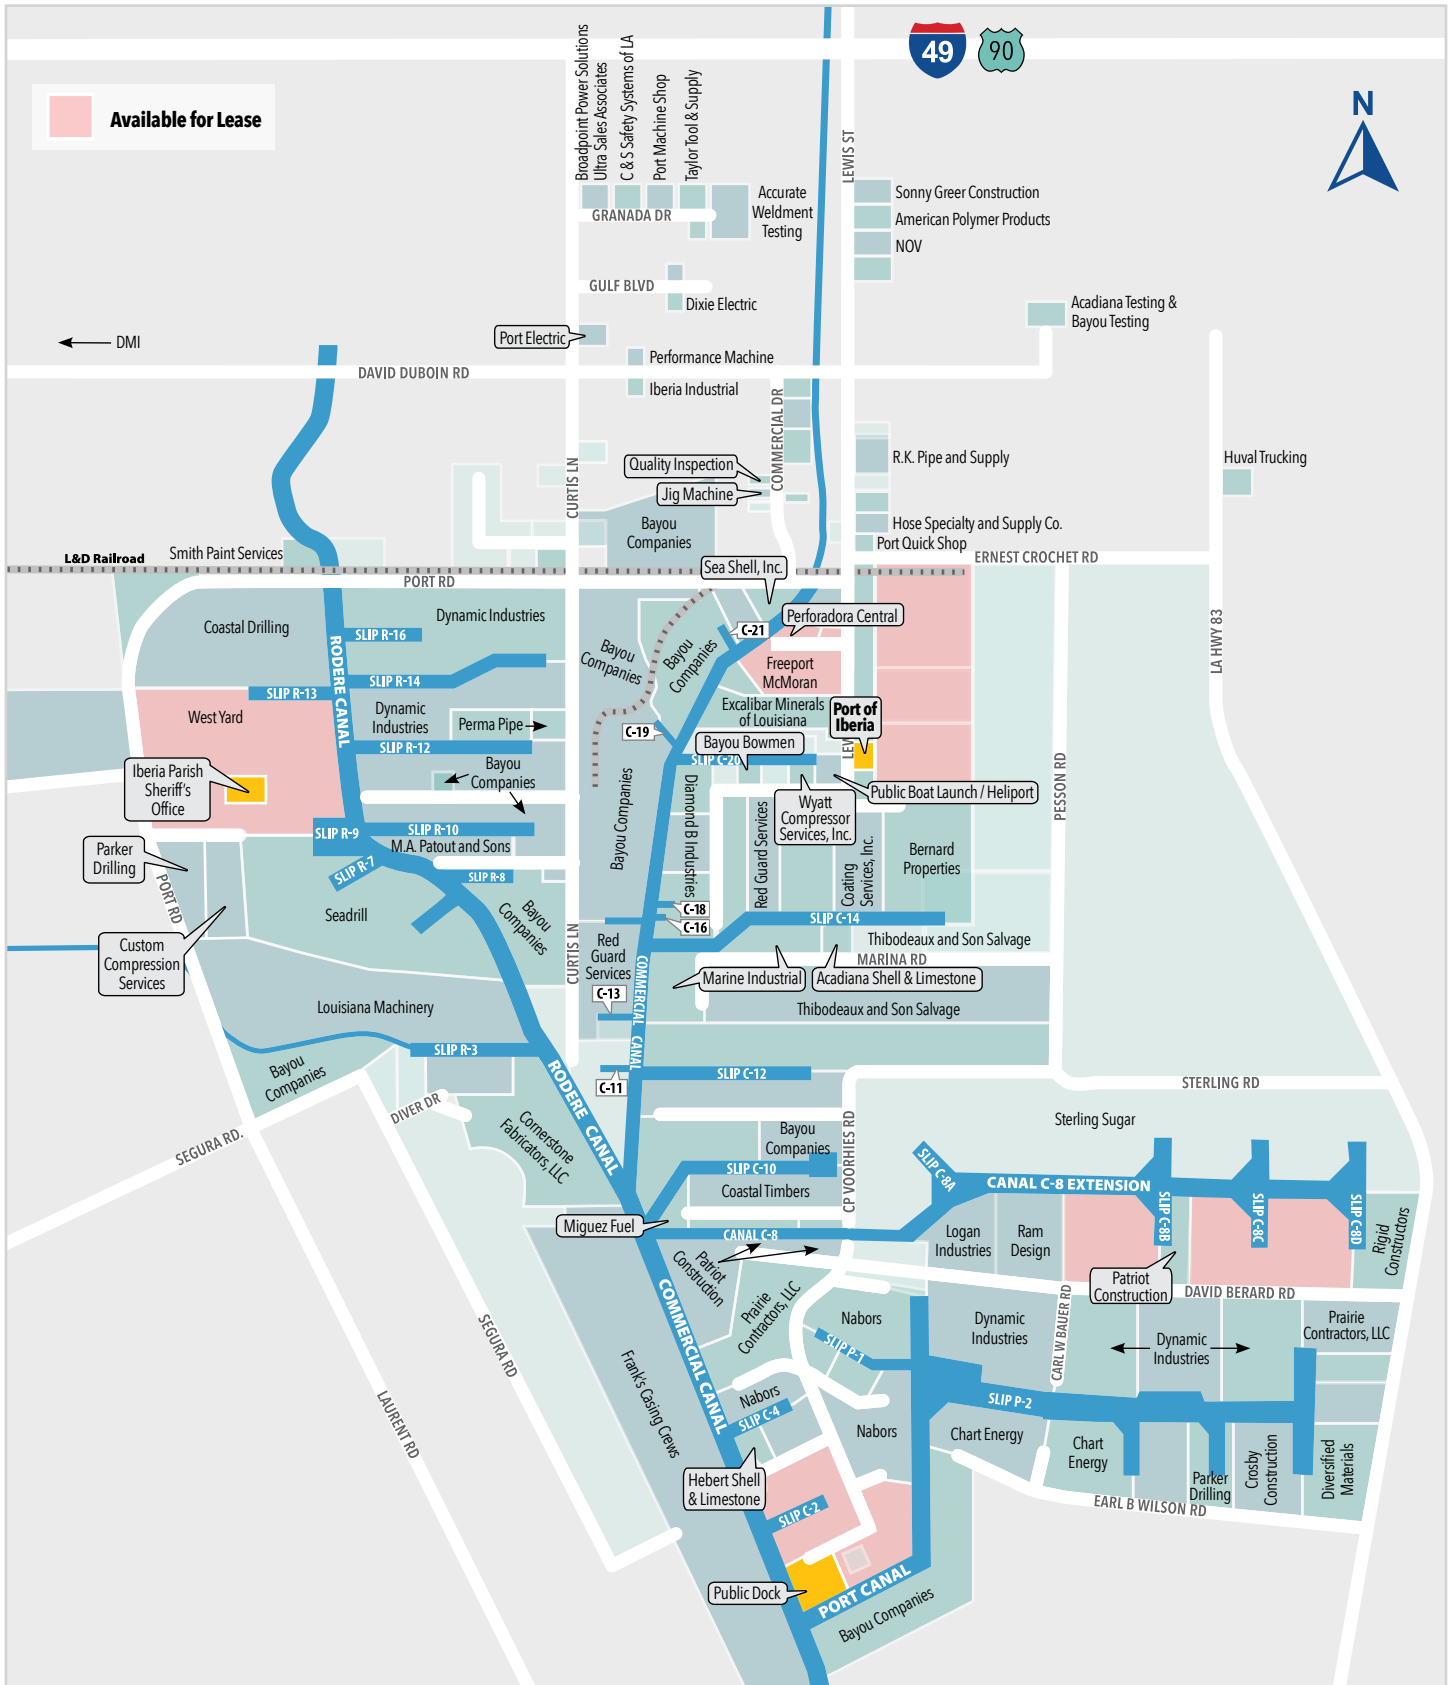 49
90
N
Available for Lease
Broadpoint Power Solutions
Ultra Sales Associates
C & S Safety Systems of LA
Port Machine Shop
Taylor Tool & Supply
LEWIS ST
Accurate
Weldment
Testing
GRANADA DR
Sonny Greer Construction
American Polymer Products
NOV
GULF BLVD
Dixie Electric
Acadiana Testing &
Bayou Testing
Port Electric
DMI
Performance Machine
DAVID DUBOIN RD
Iberia Industrial
COMMERCIAL DR
CURTIS LN
Quality Inspection
Jig Machine
R.K. Pipe and Supply
Huval Trucking
Bayou
Companies
Hose Specialty and Supply Co.
Port Quick Shop
ERNEST CROCHET RD
L&D Railroad
Smith Paint Services
Sea Shell, Inc.
PORT RD
Dynamic Industries
Coastal Drilling
SLIP R-16
RODERE CANAL
C-21
Perforadora Central
Bayou
Companies
Bayou
Companies
Freeport
McMoran
LA HWY 83
SLIP R-14
SLIP R-13
West Yard
Dynamic
Industries
Perma Pipe
Excalibar Minerals
of Louisiana
Port of
Iberia
LEW
C-19
Bayou Bowmen
SLIP R-12
SLIP C-20
Bayou
Companies
Iberia Parish
Sheriff's
Office
Public Boat Launch / Heliport
Wyatt
Compressor
Services, Inc.
PESSON RD
Bayou Companies
Diamond B Industries
Red Guard Services
Coating
Services, Inc.
Bernard
Properties
SLIP R-9
SLIP R-10
M.A. Patout and Sons
Parker
Drilling
SLIP R-7
SLIP R-8
PORT RD
Seadrill
Bayou
Companies
C-18
C-16
SLIP C-14
Custom
Compression
Services
CURTIS LN
Red
Guard
Services
Thibodeaux and Son Salvage
MARINA RD
COMMERCIAL CANAL
Marine Industrial
Acadiana Shell & Limestone
C-13
Louisiana Machinery
Thibodeaux and Son Salvage
SLIP R-3
Bayou
Companies
RODERE CANAL
C-11
SLIP C-12
STERLING RD
DIVER DR
Cornerstone
Fabricators, LLC
SEGURA RD.
Bayou
Companies
CP VOORHIES RD
Sterling Sugar
SLIP C-10
Coastal Timbers
SLIP C-8A
CANAL C-8 EXTENSION
SLIP C-8B
SLIP C-8C
SLIP C-8D
Rigid
Constructors
Miguez Fuel
CANAL C-8
Logan
Industries
Ram
Design
Patriot
Construction
Patriot
Construction
DAVID BERARD RD
COMMERCIAL CANAL
Prairie
Contractors, LLC
Nabors
Dynamic
Industries
CARL W BAUER RD
Dynamic
Industries
Prairie
Contractors, LLC
SEGURA RD
SLIP P-1
Frank's Casing Crews
LAURENT RD
Nabors
SLIP C-4
SLIP P-2
Nabors
Chart Energy
Chart
Energy
Parker
Drilling
Crosby
Construction
Diversified
Materials
Hebert Shell
& Limestone
SLIP C-2
EARL B WILSON RD
Public Dock
PORT CANAL
Bayou Companies